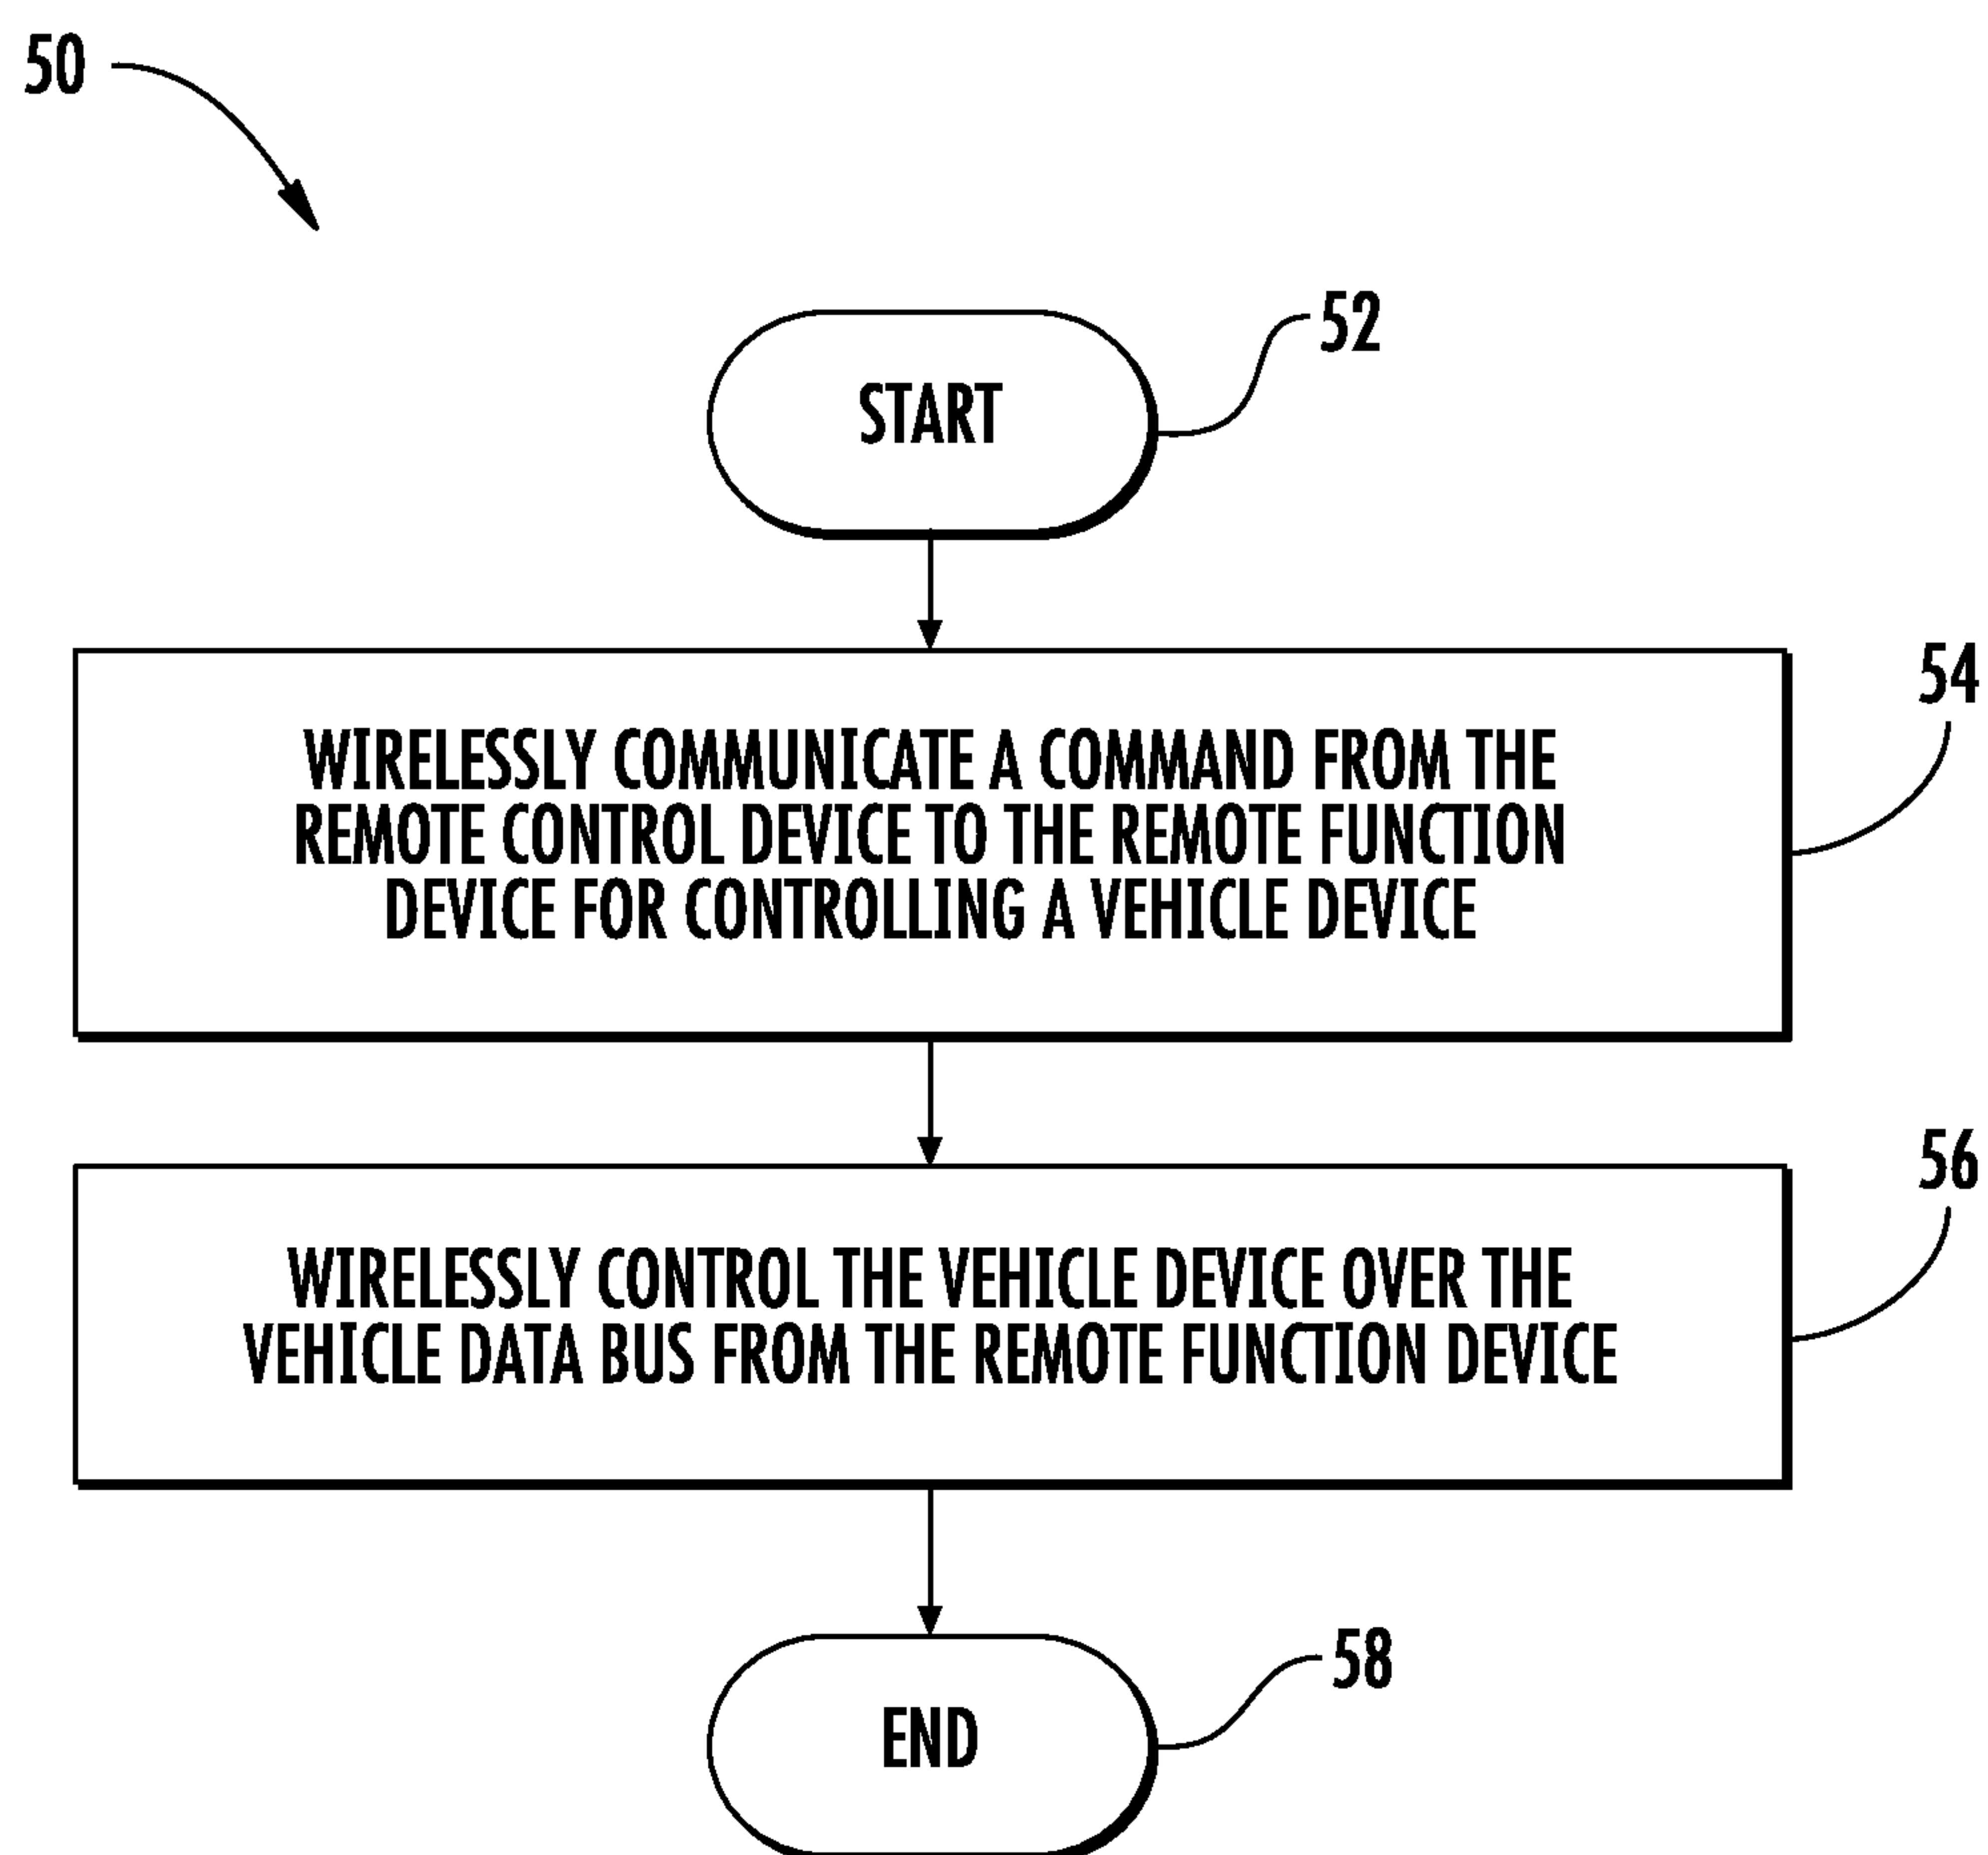 50
52
START
54
WIRELESSLY COMMUNICATE A COMMAND FROM THE
REMOTE CONTROL DEVICE TO THE REMOTE FUNCTION
DEVICE FOR CONTROLLING A VEHICLE DEVICE
56
WIRELESSLY CONTROL THE VEHICLE DEVICE OVER THE
VEHICLE DATA BUS FROM THE REMOTE FUNCTION DEVICE
58
END